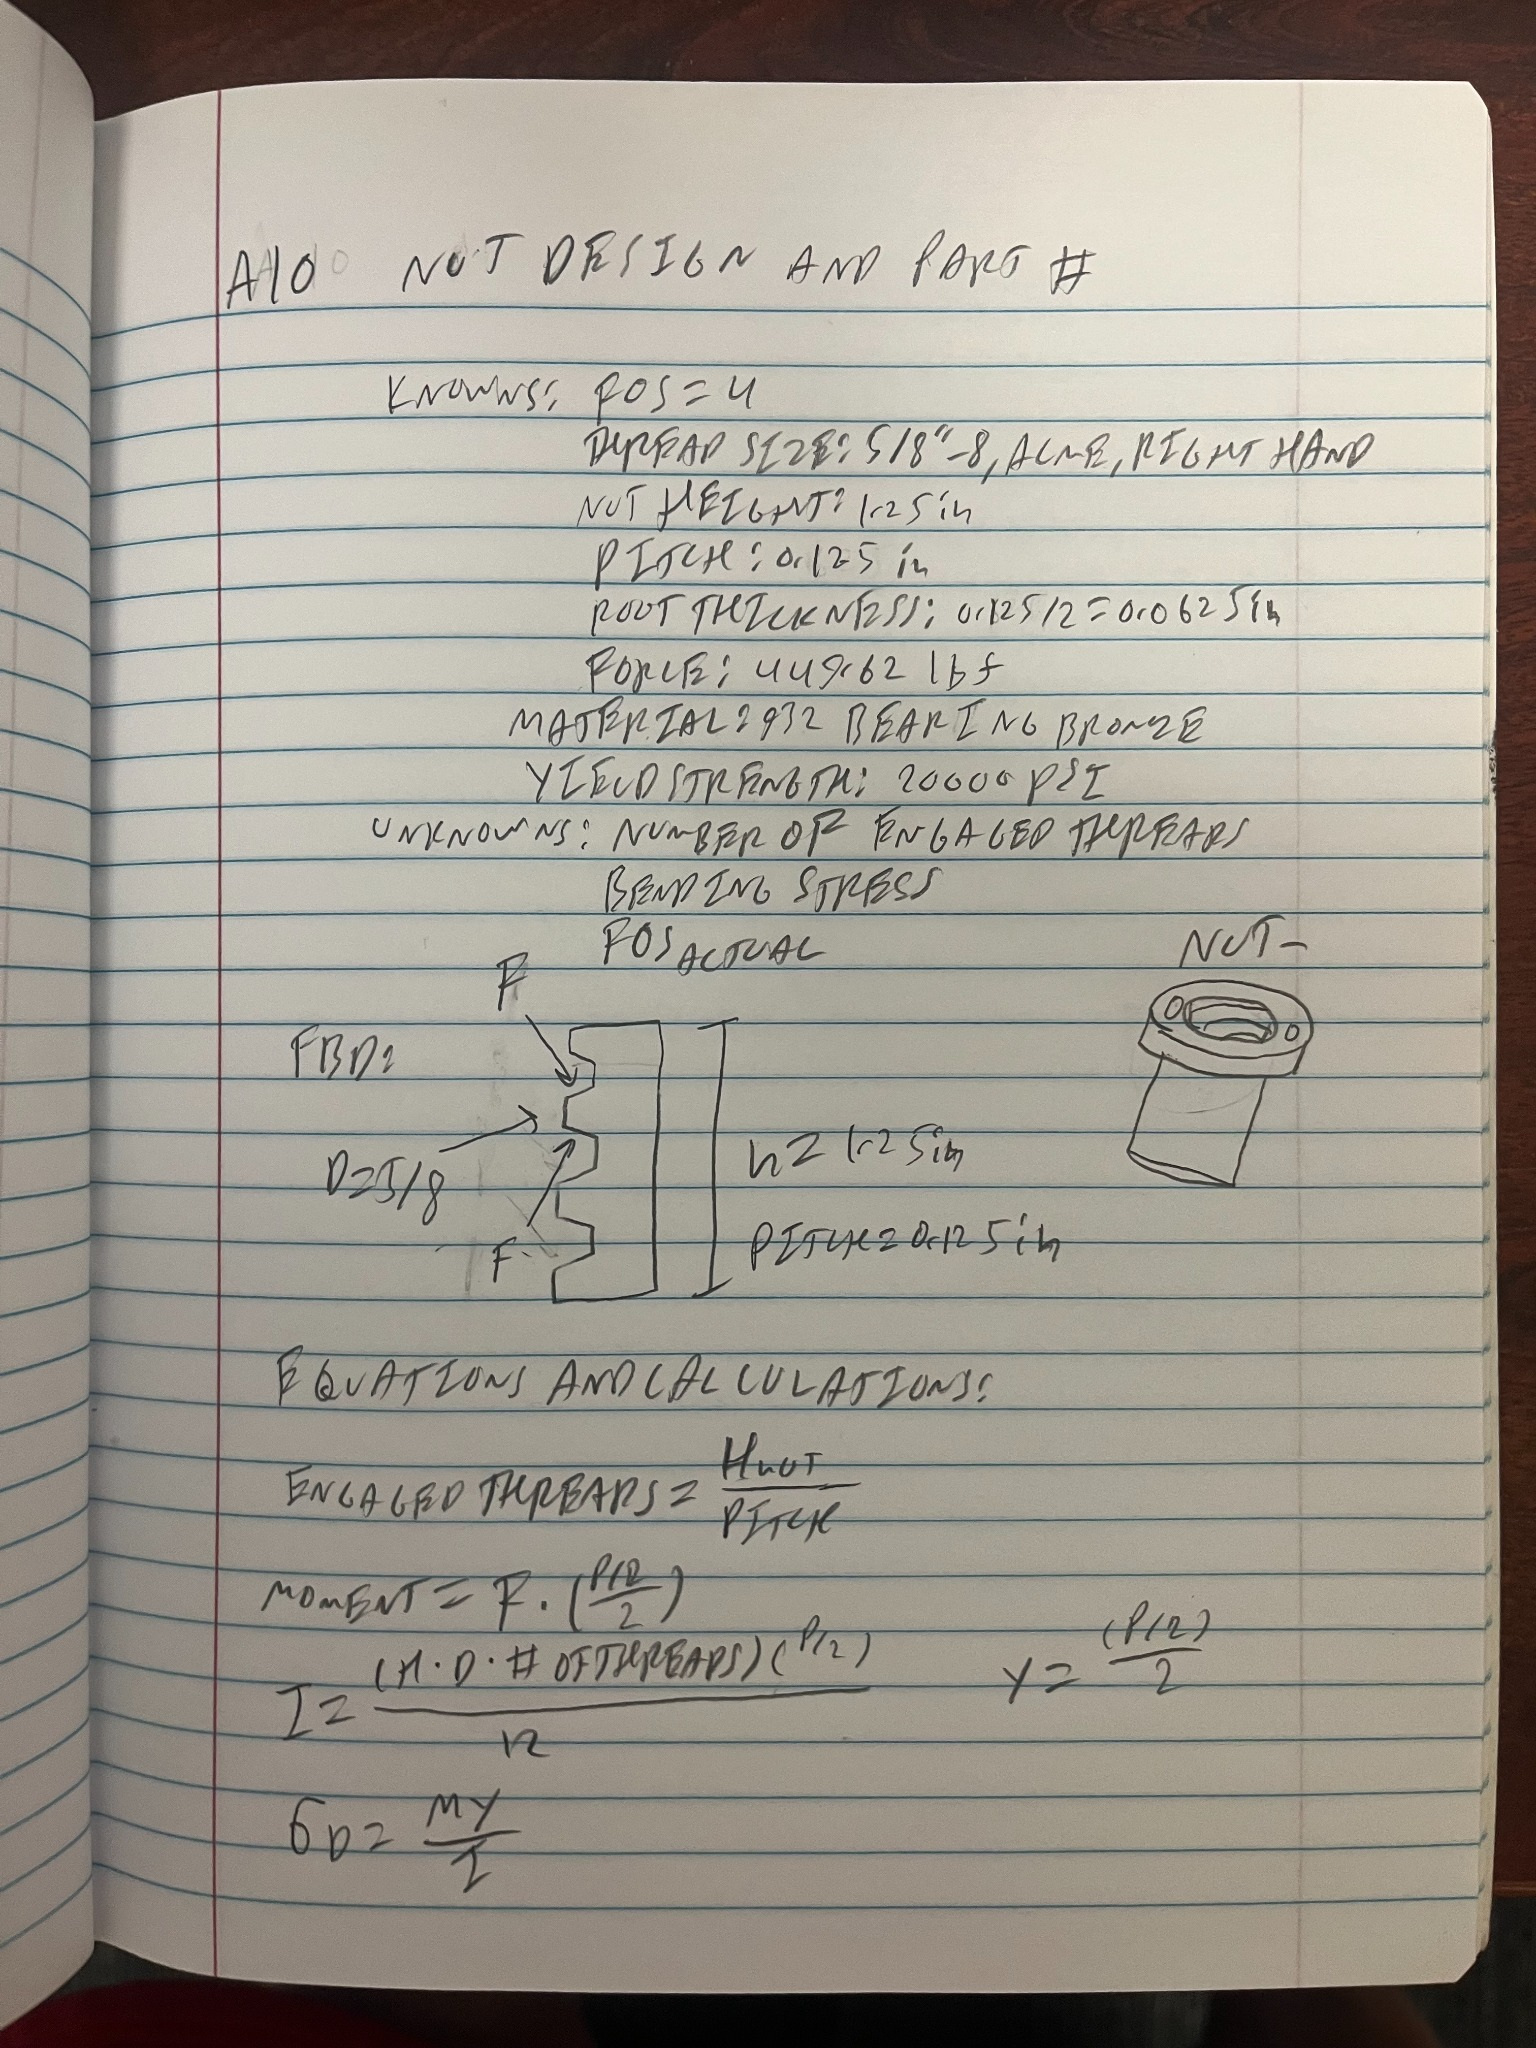 A10 NUT DESIGN AND PART #
KNOWNS: FOS = 4
THREAD SIZE: 5/8"-8, ACME, RIGHT HAND
NUT HEIGHT: 1.25 in
PITCH: 0.125 in
ROOT THICKNESS: 0.125/2 = 0.0625 in
FORCE: 449.62 lbf
MATERIAL: 932 BEARING BRONZE
YIELD STRENGTH: 20000 PSI
UNKNOWNS: NUMBER OF ENGAGED THREADS
BENDING STRESS
FOS ACTUAL
NUT-
F
FBD:
D=5/8
h = 1.25 in
F
PITCH = 0.125 in
EQUATIONS AND CALCULATIONS:
ENGAGED THREADS = HNUT / PITCH
MOMENT = F · ((P/2)/2)
I = (H · D · # OF THREADS)(P/2) / 12
Y = (P/2) / 2
σD = MY / I